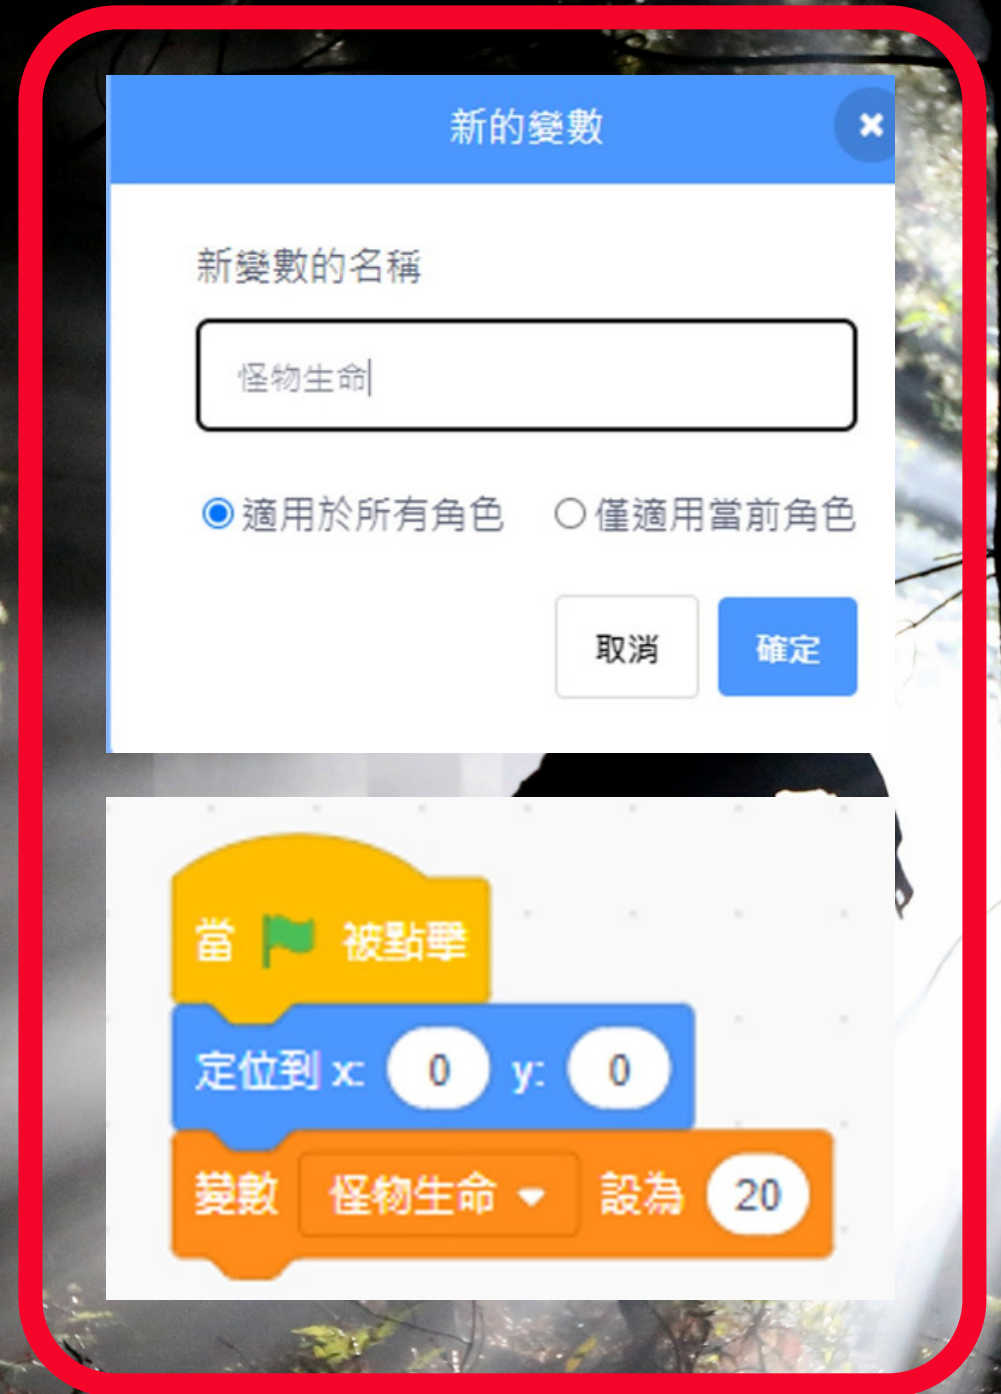 新的變數
新變數的名稱
怪物生命
適用於所有角色 僅適用當前角色
取消 確定
當 被點擊
定位到 x: 0 y: 0
變數 怪物生命 設為 20